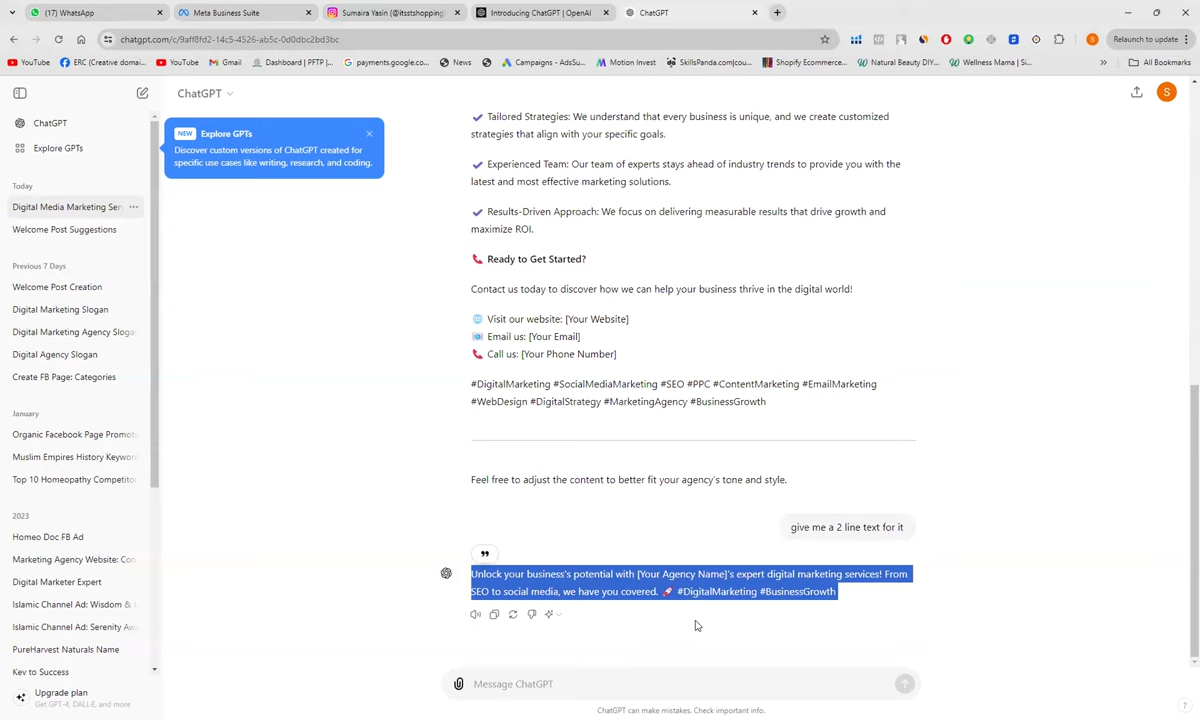 (17) WhatsApp
Meta Business Suite
Sumaira Yasin (@itsstshopping
Introducing ChatGPT | OpenAI
ChatGPT
chatgpt.com/c/9aff8fd2-14c5-4526-ab5c-0d0dbc2bd3bc
Relaunch to update
YouTube
ERC (Creative domai...
YouTube
Gmail
Dashboard | PFTP |...
payments.google.co...
News
Campaigns - AdsSu...
Motion Invest
SkillsPanda.com[cou...
Shopify Ecommerce...
Natural Beauty DIY...
Wellness Mama | Si...
All Bookmarks
ChatGPT
S
ChatGPT
Explore GPTs
NEW Explore GPTs
Discover custom versions of ChatGPT created for
specific use cases like writing, research, and coding.
Today
Digital Media Marketing Ser
Welcome Post Suggestions
Previous 7 Days
Welcome Post Creation
Digital Marketing Slogan
Digital Marketing Agency Sloga
Digital Agency Slogan
Create FB Page: Categories
January
Organic Facebook Page Promoti
Muslim Empires History Keywor
Top 10 Homeopathy Competitor
2023
Homeo Doc FB Ad
Marketing Agency Website: Con
Digital Marketer Expert
Islamic Channel Ad: Wisdom &
Islamic Channel Ad: Serenity Aw
PureHarvest Naturals Name
Key to Success
Upgrade plan
Get GPT-4, DALL·E, and more
✔ Tailored Strategies: We understand that every business is unique, and we create customized
strategies that align with your specific goals.
✔ Experienced Team: Our team of experts stays ahead of industry trends to provide you with the
latest and most effective marketing solutions.
✔ Results-Driven Approach: We focus on delivering measurable results that drive growth and
maximize ROI.
📞 Ready to Get Started?
Contact us today to discover how we can help your business thrive in the digital world!
🌐 Visit our website: [Your Website]
📧 Email us: [Your Email]
📞 Call us: [Your Phone Number]
#DigitalMarketing #SocialMediaMarketing #SEO #PPC #ContentMarketing #EmailMarketing
#WebDesign #DigitalStrategy #MarketingAgency #BusinessGrowth
Feel free to adjust the content to better fit your agency's tone and style.
give me a 2 line text for it
Unlock your business's potential with [Your Agency Name]'s expert digital marketing services! From
SEO to social media, we have you covered. 🚀 #DigitalMarketing #BusinessGrowth
Message ChatGPT
ChatGPT can make mistakes. Check important info.
?